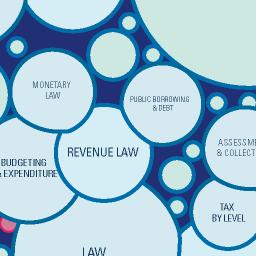 MONETARY
LAW
PUBLIC BORROWING
& DEBT
ASSESSM
& COLLECT
REVENUE LAW
BUDGETING
& EXPENDITURE
TAX
BY LEVEL
LAW